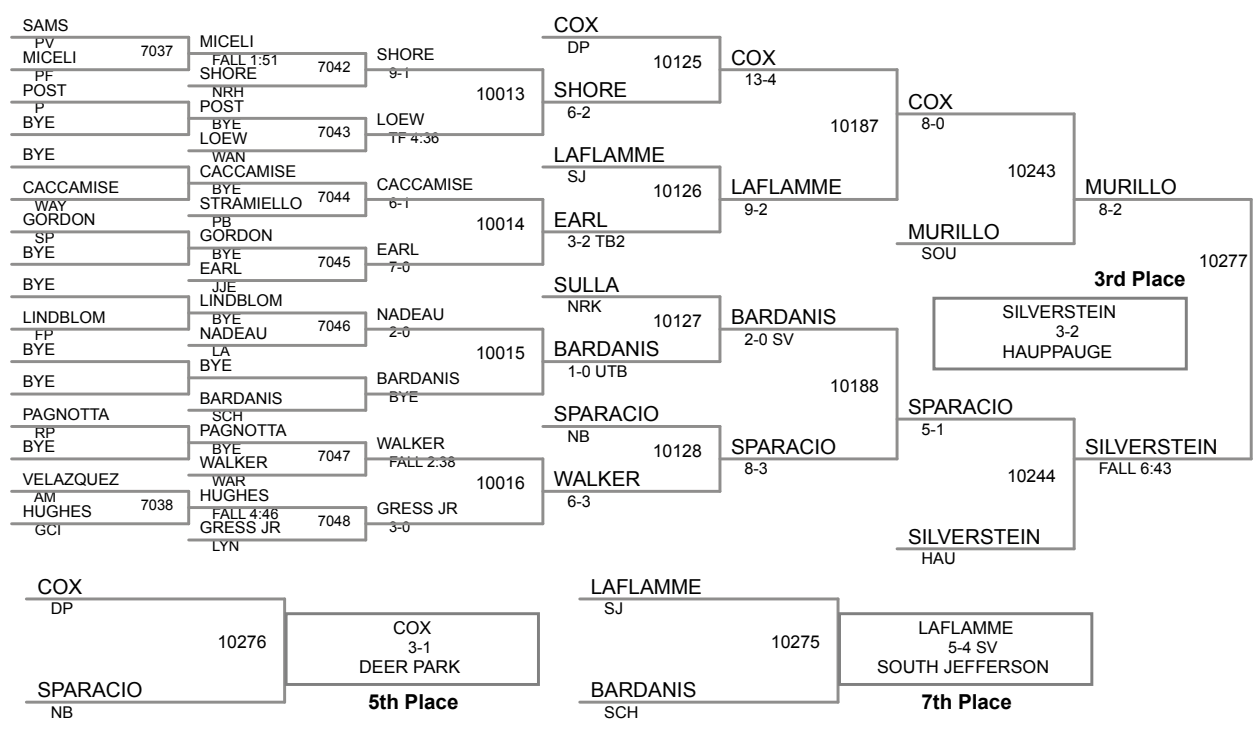 SAMS
PV
MICELI
PF
7037
POST
P
BYE
BYE
CACCAMISE
WAY
GORDON
SP
BYE
BYE
LINDBLOM
FP
BYE
BYE
PAGNOTTA
RP
BYE
VELAZQUEZ
AM
HUGHES
GCI
7038
MICELI
FALL 1:51
SHORE
NRH
7042
POST
BYE
LOEW
WAN
7043
CACCAMISE
BYE
STRAMIELLO
PB
7044
GORDON
BYE
EARL
JJE
7045
LINDBLOM
BYE
NADEAU
LA
7046
BYE
BARDANIS
SCH
PAGNOTTA
BYE
WALKER
WAR
7047
HUGHES
FALL 4:46
GRESS JR
LYN
7048
SHORE
9-1
LOEW
TF 4:36
10013
CACCAMISE
6-1
EARL
7-0
10014
NADEAU
2-0
BARDANIS
BYE
10015
WALKER
FALL 2:38
GRESS JR
3-0
10016
COX
DP
SHORE
6-2
10125
LAFLAMME
SJ
EARL
3-2 TB2
10126
SULLA
NRK
BARDANIS
1-0 UTB
10127
SPARACIO
NB
WALKER
6-3
10128
COX
13-4
LAFLAMME
9-2
10187
BARDANIS
2-0 SV
SPARACIO
8-3
10188
COX
8-0
MURILLO
SOU
10243
SPARACIO
5-1
SILVERSTEIN
HAU
10244
MURILLO
8-2
SILVERSTEIN
FALL 6:43
10277
3rd Place
SILVERSTEIN
3-2
HAUPPAUGE
COX
DP
SPARACIO
NB
10276
COX
3-1
DEER PARK
5th Place
LAFLAMME
SJ
BARDANIS
SCH
10275
LAFLAMME
5-4 SV
SOUTH JEFFERSON
7th Place